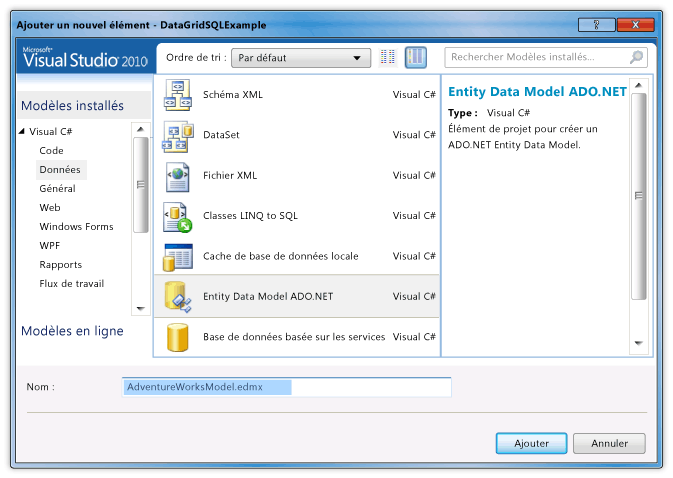 Ajouter un nouvel élément - DataGridSQLExample
Microsoft®
Visual Studio 2010
Ordre de tri :
Par défaut
Rechercher Modèles installés...
Modèles installés
Visual C#
Code
Données
Général
Web
Windows Forms
WPF
Rapports
Flux de travail
Modèles en ligne
Schéma XML Visual C#
DataSet Visual C#
Fichier XML Visual C#
Classes LINQ to SQL Visual C#
Cache de base de données locale Visual C#
Entity Data Model ADO.NET Visual C#
Base de données basée sur les services Visual C#
Entity Data Model ADO.NET
Type : Visual C#
Élément de projet pour créer un
ADO.NET Entity Data Model.
Nom :
AdventureWorksModel.edmx
Ajouter
Annuler